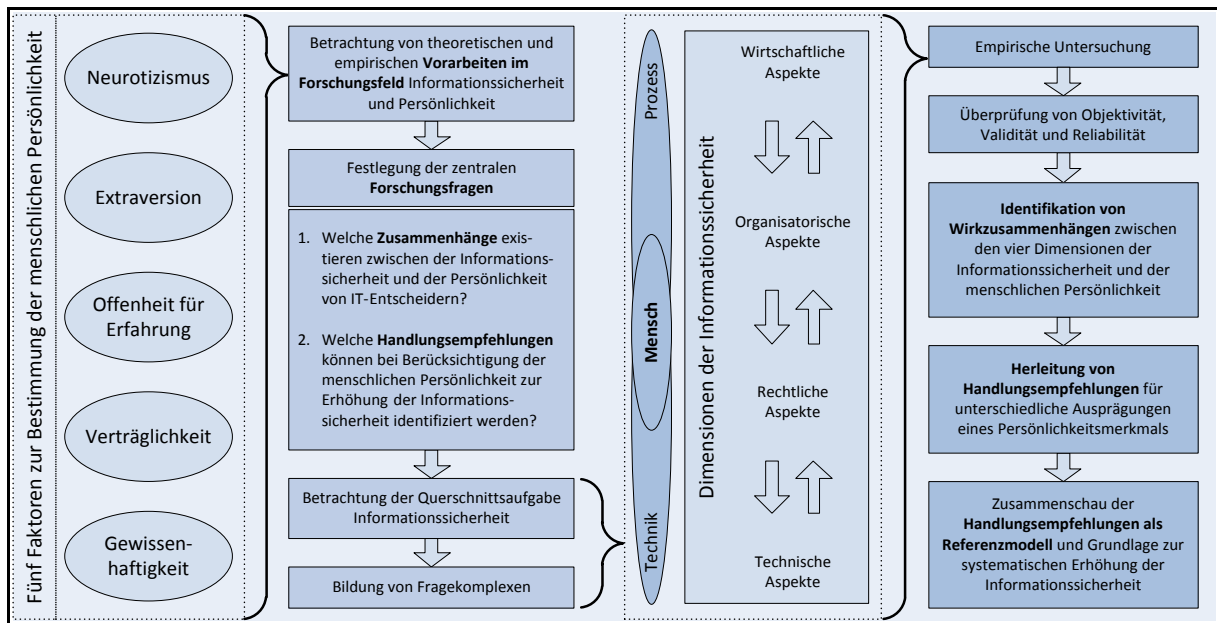 Fünf Faktoren zur Bestimmung der menschlichen Persönlichkeit
Neurotizismus
Extraversion
Offenheit für
Erfahrung
Verträglichkeit
Gewissen-
haftigkeit
Betrachtung von theoretischen und
empirischen Vorarbeiten im
Forschungsfeld Informationssicherheit
und Persönlichkeit
Festlegung der zentralen
Forschungsfragen
1. Welche Zusammenhänge exis-
tieren zwischen der Informations-
sicherheit und der Persönlichkeit
von IT-Entscheidern?
2. Welche Handlungsempfehlungen
können bei Berücksichtigung der
menschlichen Persönlichkeit zur
Erhöhung der Informations-
sicherheit identifiziert werden?
Betrachtung der Querschnittsaufgabe
Informationssicherheit
Bildung von Fragekomplexen
Prozess
Mensch
Technik
Dimensionen der Informationssicherheit
Wirtschaftliche
Aspekte
Organisatorische
Aspekte
Rechtliche
Aspekte
Technische
Aspekte
Empirische Untersuchung
Überprüfung von Objektivität,
Validität und Reliabilität
Identifikation von
Wirkzusammenhängen zwischen
den vier Dimensionen der
Informationssicherheit und der
menschlichen Persönlichkeit
Herleitung von
Handlungsempfehlungen für
unterschiedliche Ausprägungen
eines Persönlichkeitsmerkmals
Zusammenschau der
Handlungsempfehlungen als
Referenzmodell und Grundlage zur
systematischen Erhöhung der
Informationssicherheit